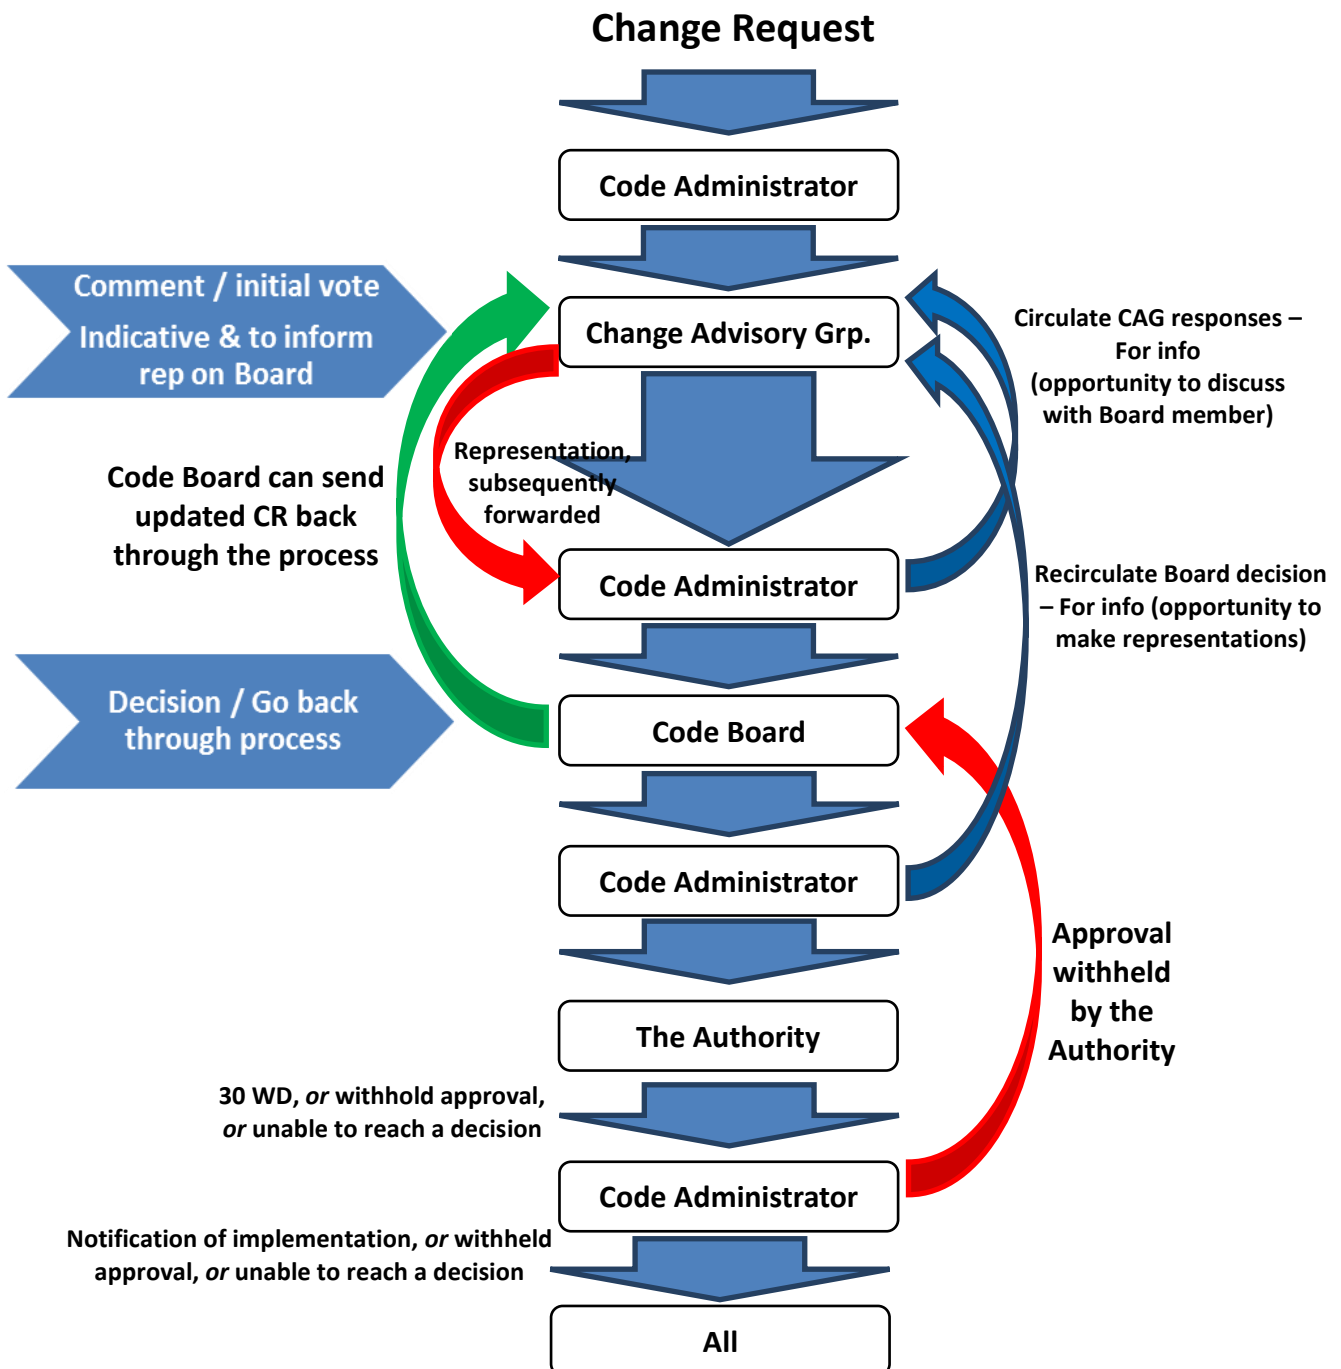 Change Request
Code Administrator
Comment / initial vote
Indicative & to inform
rep on Board
Change Advisory Grp.
Circulate CAG responses –
For info
(opportunity to discuss
with Board member)
Representation,
subsequently
forwarded
Code Board can send
updated CR back
through the process
Code Administrator
Recirculate Board decision
– For info (opportunity to
make representations)
Decision / Go back
through process
Code Board
Code Administrator
Approval
withheld
by the
Authority
The Authority
30 WD, or withhold approval,
or unable to reach a decision
Code Administrator
Notification of implementation, or withheld
approval, or unable to reach a decision
All